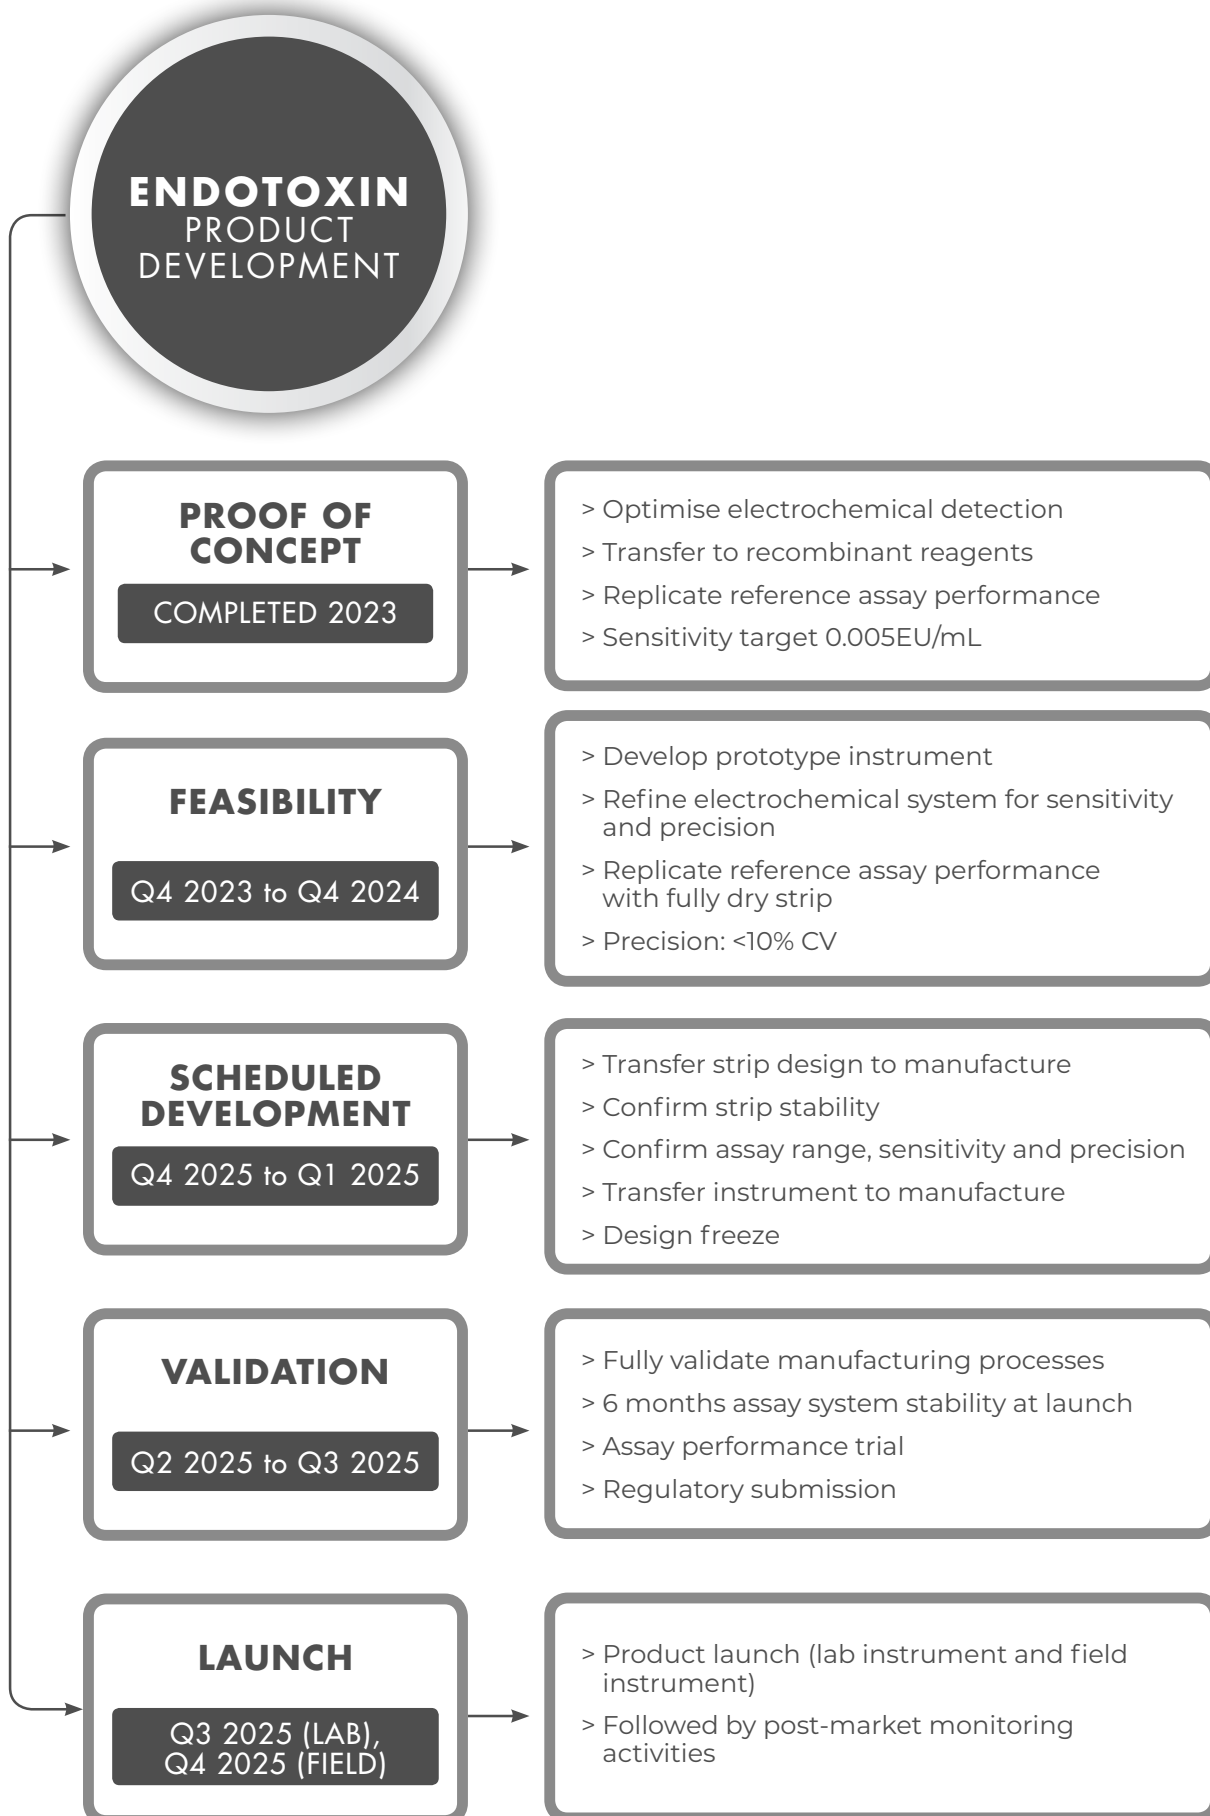 ENDOTOXIN
PRODUCT
DEVELOPMENT
PROOF OF
CONCEPT
COMPLETED 2023
> Optimise electrochemical detection
> Transfer to recombinant reagents
> Replicate reference assay performance
> Sensitivity target 0.005EU/mL
FEASIBILITY
Q4 2023 to Q4 2024
> Develop prototype instrument
> Refine electrochemical system for sensitivity
and precision
> Replicate reference assay performance
with fully dry strip
> Precision: <10% CV
SCHEDULED
DEVELOPMENT
Q4 2025 to Q1 2025
> Transfer strip design to manufacture
> Confirm strip stability
> Confirm assay range, sensitivity and precision
> Transfer instrument to manufacture
> Design freeze
VALIDATION
Q2 2025 to Q3 2025
> Fully validate manufacturing processes
> 6 months assay system stability at launch
> Assay performance trial
> Regulatory submission
LAUNCH
Q3 2025 (LAB),
Q4 2025 (FIELD)
> Product launch (lab instrument and field
instrument)
> Followed by post-market monitoring
activities